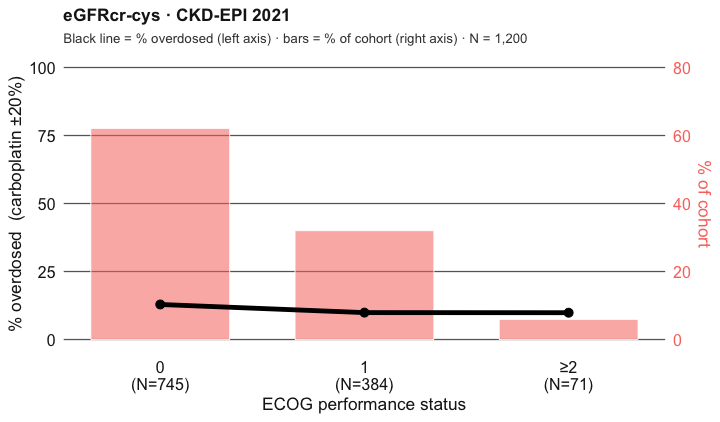 eGFRcr-cys · CKD-EPI 2021
Black line = % overdosed (left axis) · bars = % of cohort (right axis) · N = 1,200
% overdosed (carboplatin ±20%)
100
75
50
25
0
80
60
40
20
0
% of cohort
0
(N=745)
1
(N=384)
≥2
(N=71)
ECOG performance status